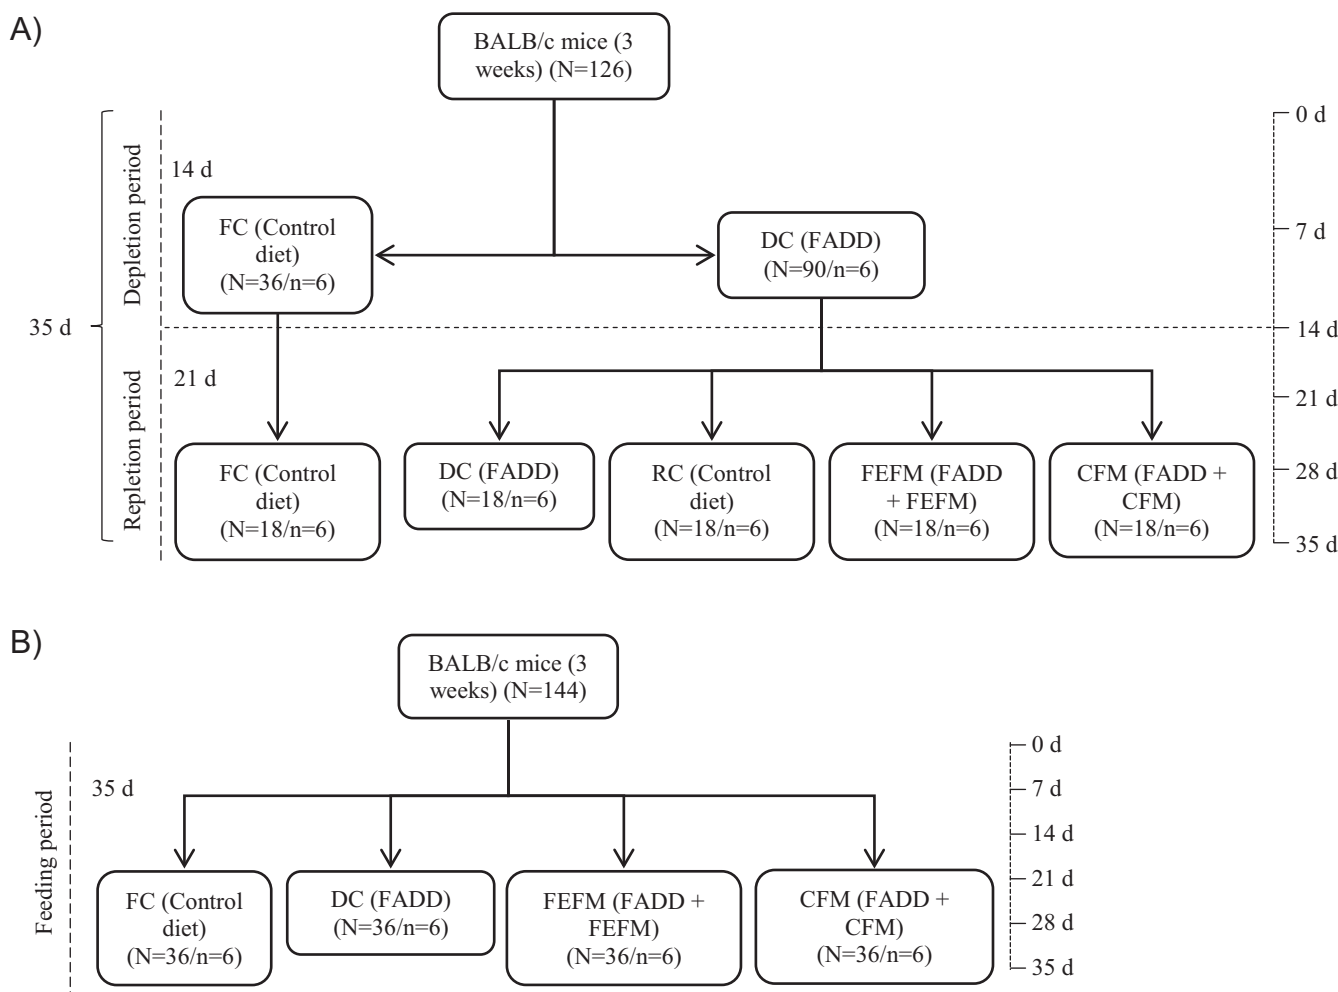 A)
BALB/c mice (3
weeks) (N=126)
0 d
14 d
7 d
Depletion period
FC (Control
diet)
(N=36/n=6)
DC (FADD)
(N=90/n=6)
35 d
14 d
21 d
21 d
Repletion period
FC (Control
diet)
(N=18/n=6)
DC (FADD)
(N=18/n=6)
RC (Control
diet)
(N=18/n=6)
FEFM (FADD
+ FEFM)
(N=18/n=6)
CFM (FADD +
CFM)
(N=18/n=6)
28 d
35 d
B)
BALB/c mice (3
weeks) (N=144)
0 d
35 d
7 d
14 d
Feeding period
FC (Control
diet)
(N=36/n=6)
DC (FADD)
(N=36/n=6)
FEFM (FADD +
FEFM)
(N=36/n=6)
CFM (FADD +
CFM)
(N=36/n=6)
21 d
28 d
35 d